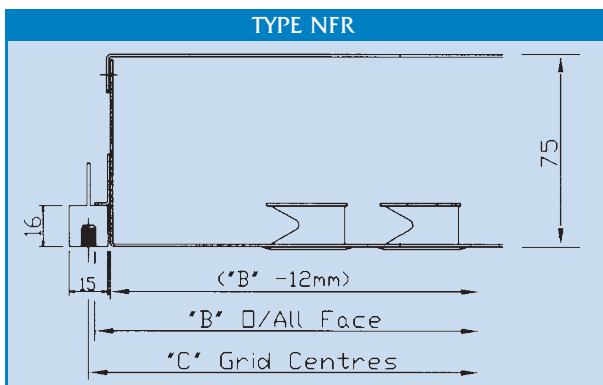 TYPE NFR
75
16
15
("B" -12mm)
"B" O/All Face
"C" Grid Centres